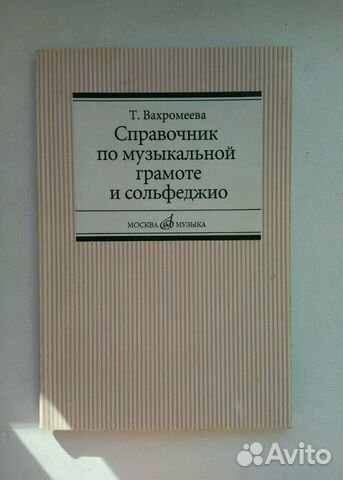 Т. Вахромеева
Справочник
по музыкальной
грамоте
и сольфеджио
МОСКВА МУЗЫКА
Avito